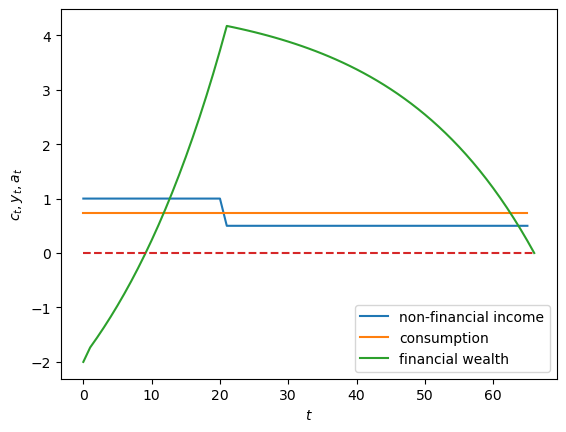 c_t, y_t, a_t
4
3
2
1
0
−1
−2
non-financial income
consumption
financial wealth
0 10 20 30 40 50 60
t